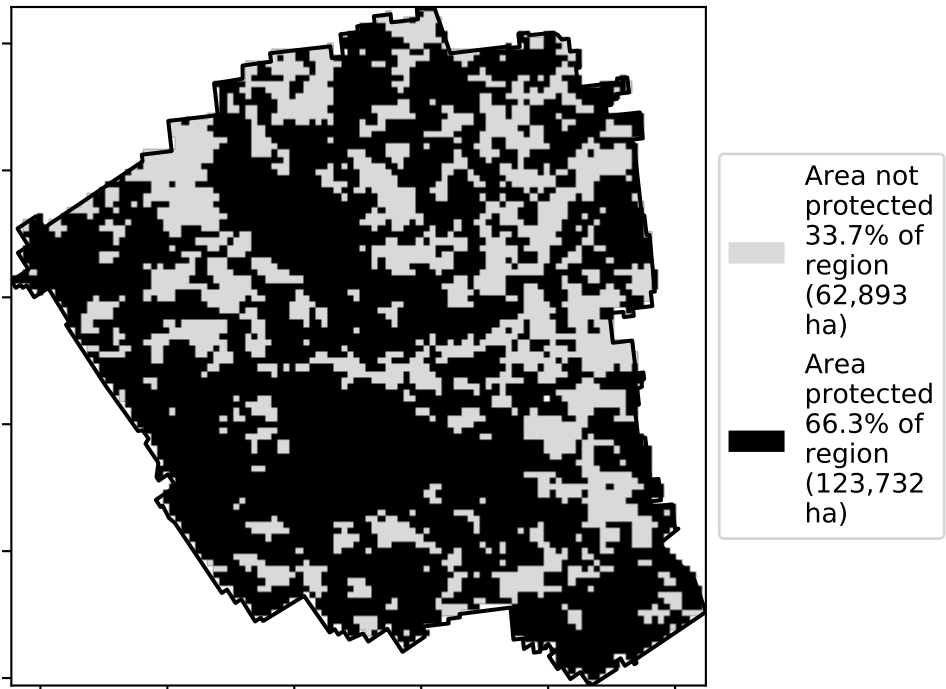 Area not
protected
33.7% of
region
(62,893
ha)
Area
protected
66.3% of
region
(123,732
ha)